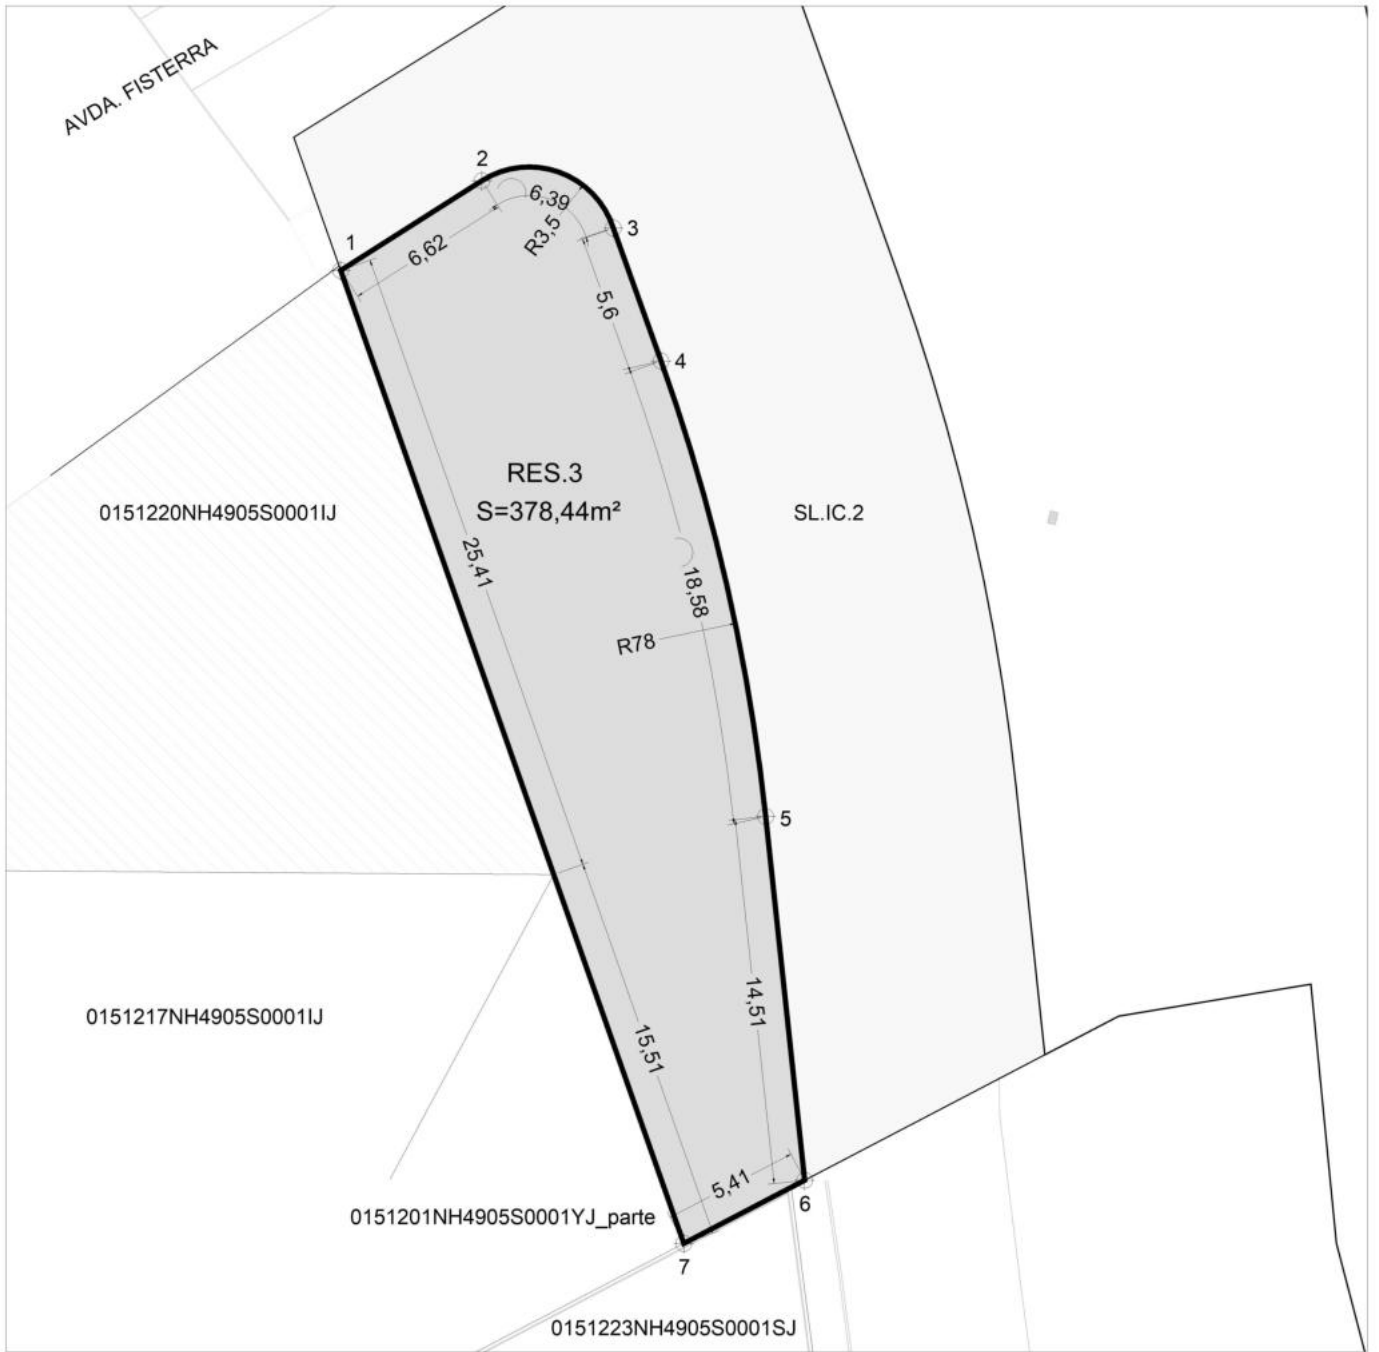 AVDA. FISTERRA
2
6,39
R3,5
3
1
6,62
5,6
4
RES.3
S=378,44m²
0151220NH4905S0001IJ
SL.IC.2
25,41
18,58
R78
5
14,51
0151217NH4905S0001IJ
15,51
5,41
6
0151201NH4905S0001YJ_parte
7
0151223NH4905S0001SJ